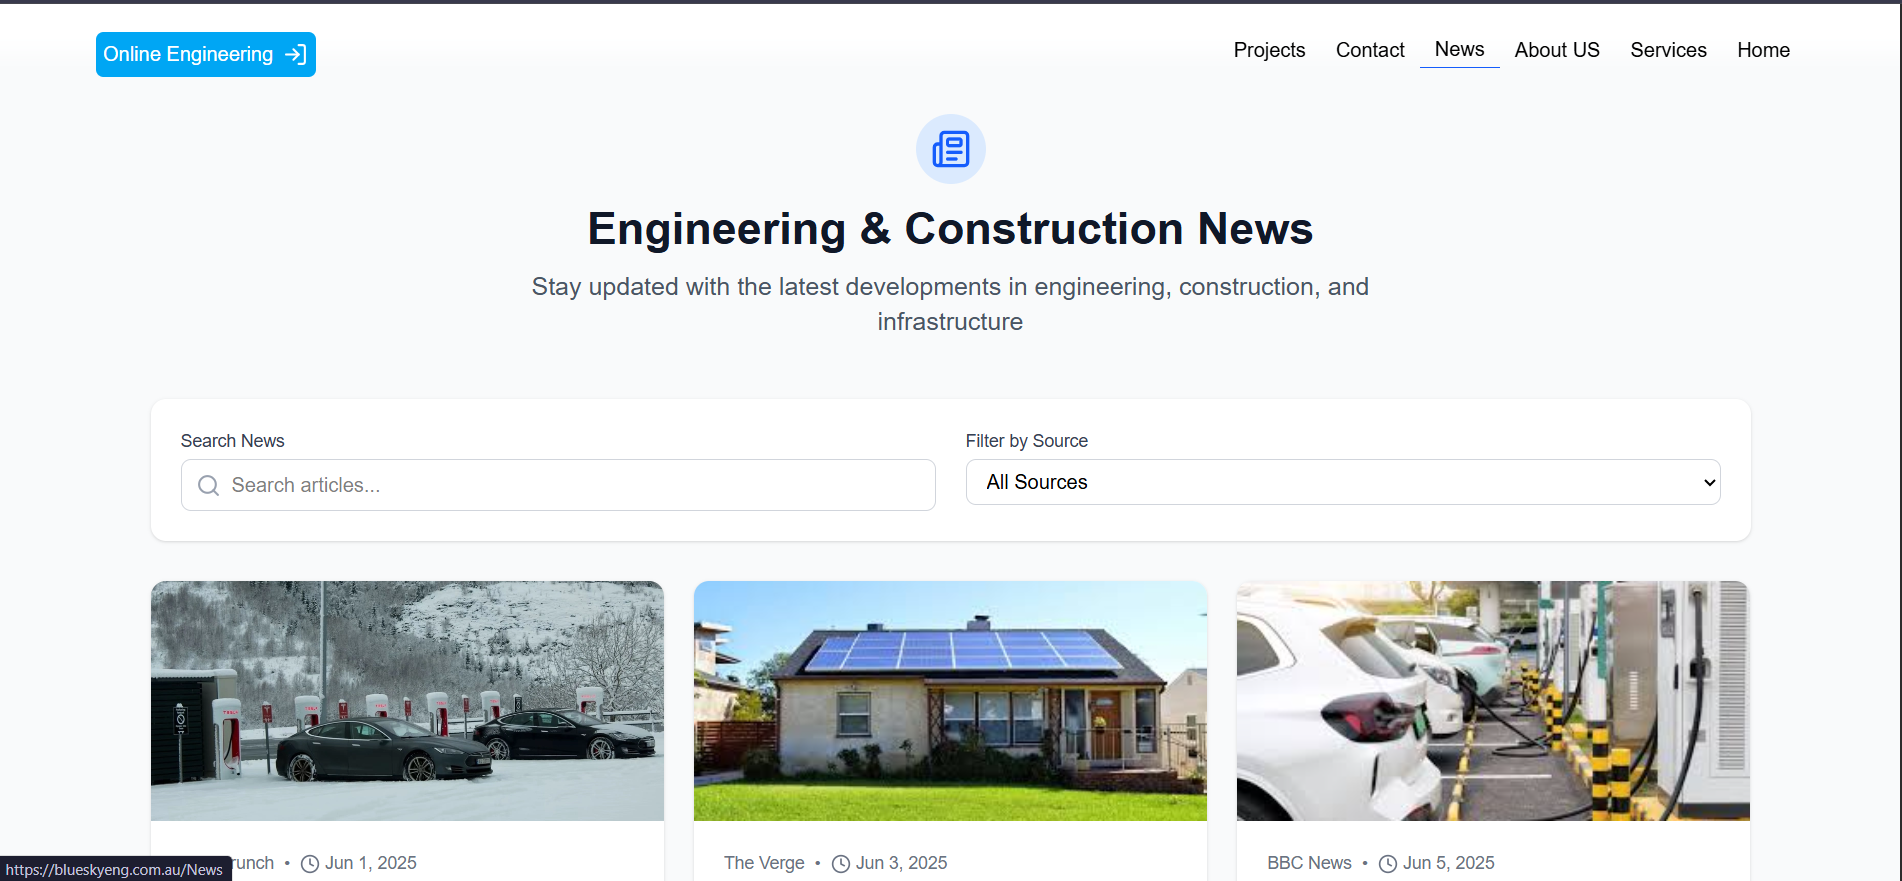 Online Engineering
Projects
Contact
News
About US
Services
Home
Engineering & Construction News
Stay updated with the latest developments in engineering, construction, and
infrastructure
Search News
Search articles...
Filter by Source
All Sources
runch • Jun 1, 2025
The Verge • Jun 3, 2025
BBC News • Jun 5, 2025
https://blueskyeng.com.au/News